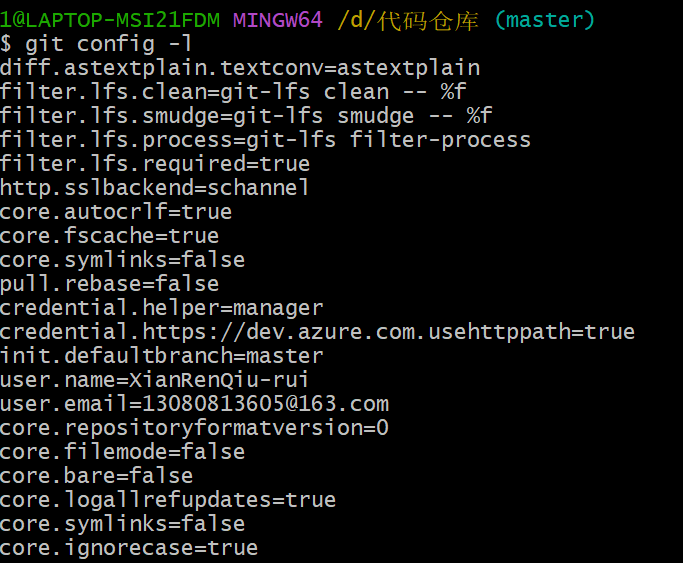 1@LAPTOP-MSI21FDM MINGW64 /d/代码仓库 (master)
$ git config -l
diff.astextplain.textconv=astextplain
filter.lfs.clean=git-lfs clean -- %f
filter.lfs.smudge=git-lfs smudge -- %f
filter.lfs.process=git-lfs filter-process
filter.lfs.required=true
http.sslbackend=schannel
core.autocrlf=true
core.fscache=true
core.symlinks=false
pull.rebase=false
credential.helper=manager
credential.https://dev.azure.com.usehttppath=true
init.defaultbranch=master
user.name=XianRenQiu-rui
user.email=13080813605@163.com
core.repositoryformatversion=0
core.filemode=false
core.bare=false
core.logallrefupdates=true
core.symlinks=false
core.ignorecase=true